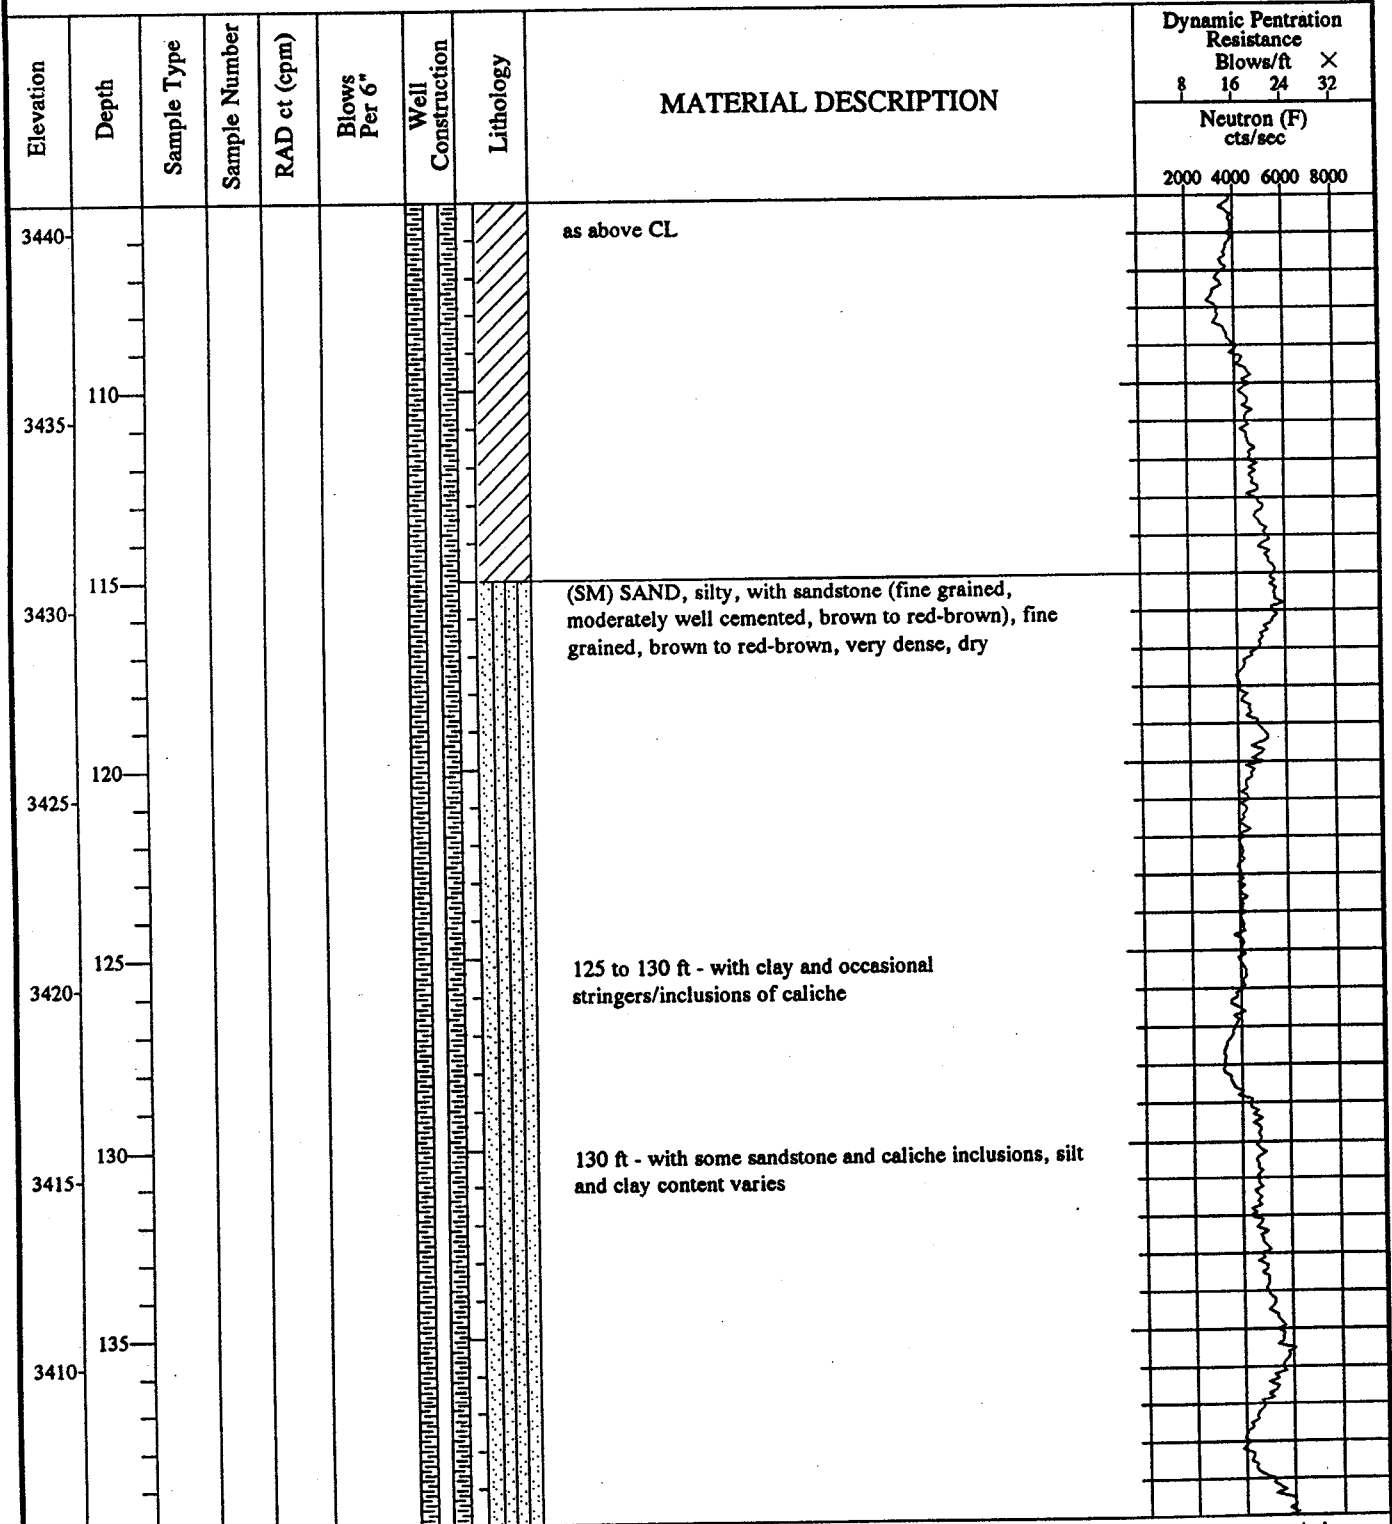 Elevation
Depth
Sample Type
Sample Number
RAD ct (cpm)
Blows
Per 6"
Well
Construction
Lithology
MATERIAL DESCRIPTION
Dynamic Pentration
Resistance
Blows/ft ×
8 16 24 32
Neutron (F)
cts/sec
2000 4000 6000 8000
3440
as above CL
110
3435
115
(SM) SAND, silty, with sandstone (fine grained,
3430
moderately well cemented, brown to red-brown), fine
grained, brown to red-brown, very dense, dry
120
3425
125
125 to 130 ft - with clay and occasional
3420
stringers/inclusions of caliche
130
130 ft - with some sandstone and caliche inclusions, silt
3415
and clay content varies
135
3410